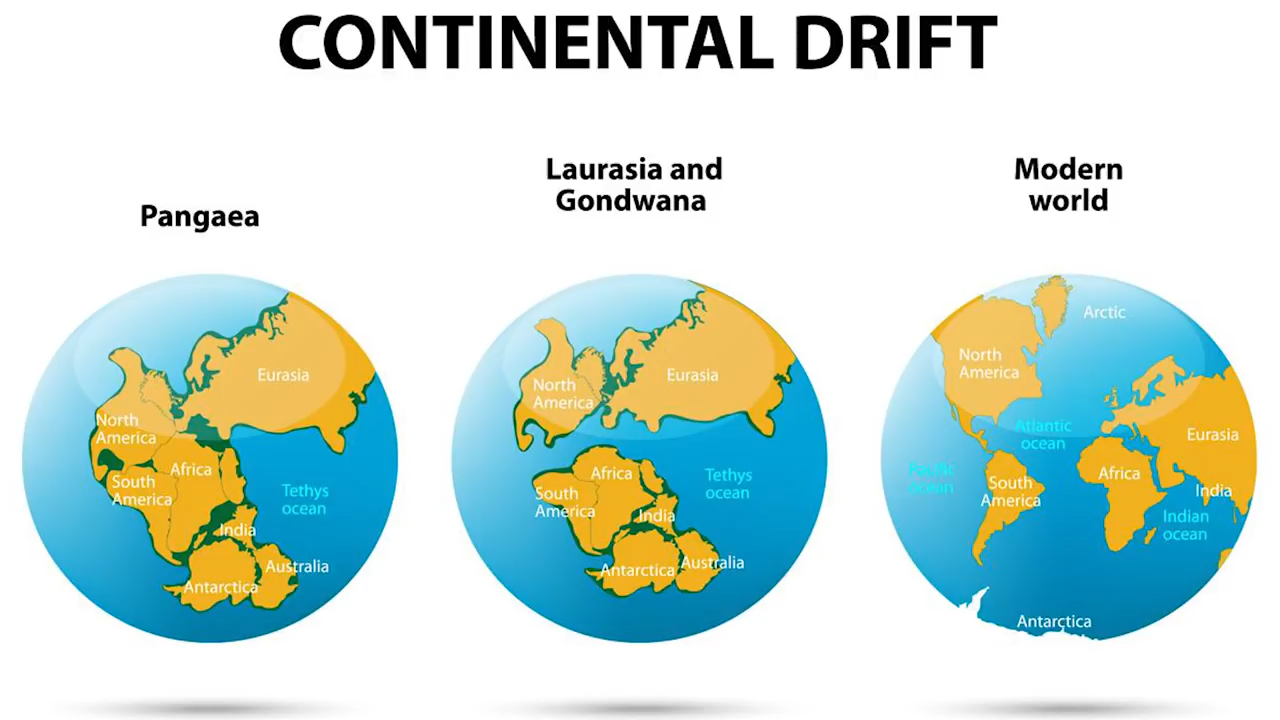 CONTINENTAL DRIFT
Pangaea
North
America
Eurasia
Africa
South
America
India
Tethys
ocean
Australia
Antarctica
Laurasia and
Gondwana
North
America
Eurasia
Africa
South
America
India
Tethys
ocean
Australia
Antarctica
Modern
world
Arctic
North
America
Atlantic
ocean
Eurasia
Pacific
ocean
South
America
Africa
India
Indian
ocean
Antarctica